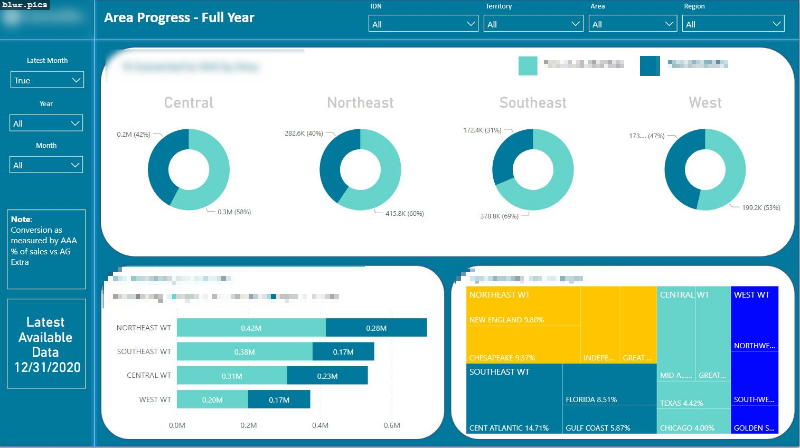 blur.pics
Area Progress - Full Year
IDN
All
Territory
All
Area
All
Region
All
Latest Month
True
Year
All
Month
All
Note:
Conversion as
measured by AAA
% of sales vs AG
Extra
Latest
Available
Data
12/31/2020
Central
Northeast
Southeast
West
0.2M (42%)
0.3M (58%)
282.6K (40%)
415.8K (60%)
172.4K (31%)
378.8K (69%)
173.... (47%)
199.2K (53%)
NORTHEAST WT
0.42M
0.28M
SOUTHEAST WT
0.38M
0.17M
CENTRAL WT
0.31M
0.23M
WEST WT
0.20M
0.17M
0.0M
0.2M
0.4M
0.6M
NORTHEAST WT
NEW ENGLAND 9.80%
CHESAPEAKE 9.37%
INDEPE...
GREAT...
SOUTHEAST WT
CENT ATLANTIC 14.71%
FLORIDA 8.51%
GULF COAST 5.87%
CENTRAL WT
MID A...
GREAT...
TEXAS 4.42%
CHICAGO 4.00%
WEST WT
NORTHWE...
SOUTHWE...
GOLDEN S...